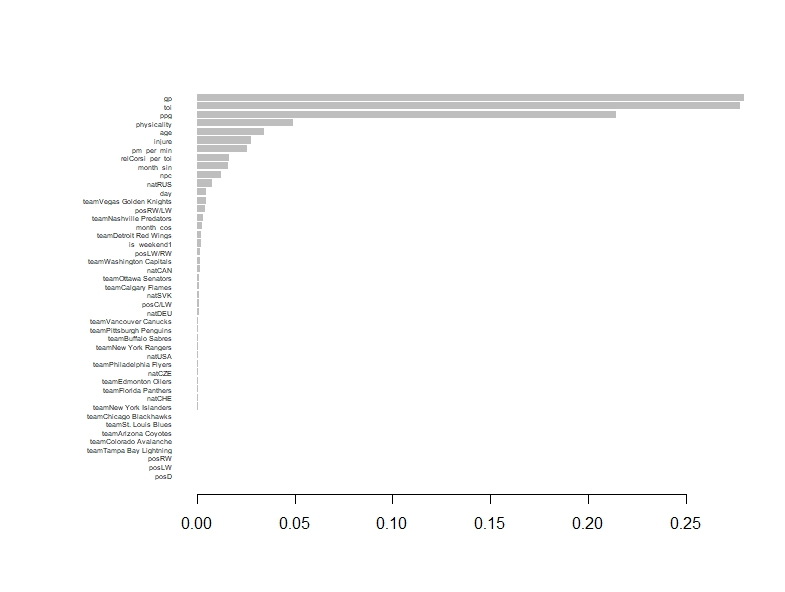 gp
toi
ppg
physicality
age
injure
pm_per_min
relCorsi_per_toi
month_sin
npc
natRUS
day
teamVegas Golden Knights
posRW/LW
teamNashville Predators
month_cos
teamDetroit Red Wings
is_weekend1
posLW/RW
teamWashington Capitals
natCAN
teamOttawa Senators
teamCalgary Flames
natSVK
posC/LW
natDEU
teamVancouver Canucks
teamPittsburgh Penguins
teamBuffalo Sabres
teamNew York Rangers
natUSA
teamPhiladelphia Flyers
natCZE
teamEdmonton Oilers
teamFlorida Panthers
natCHE
teamNew York Islanders
teamChicago Blackhawks
teamSt. Louis Blues
teamArizona Coyotes
teamColorado Avalanche
teamTampa Bay Lightning
posRW
posLW
posD
0.00 0.05 0.10 0.15 0.20 0.25